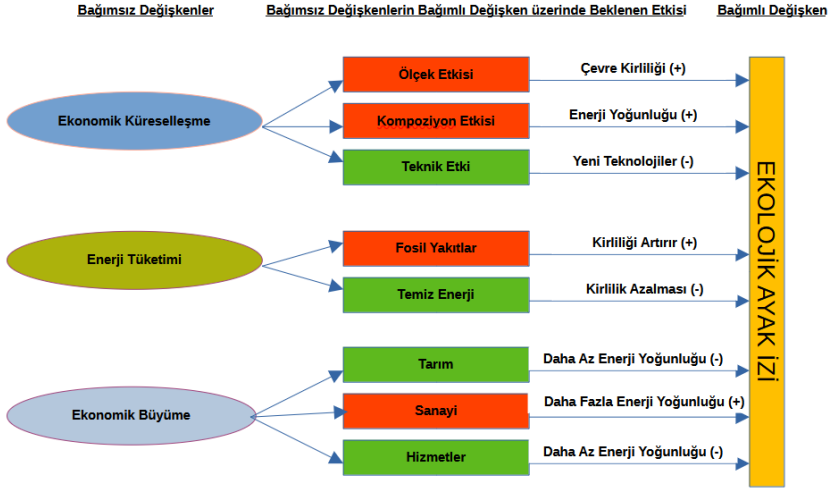 Bağımsız Değişkenler
Bağımsız Değişkenlerin Bağımlı Değişken üzerinde Beklenen Etkisi
Bağımlı Değişken
Ekonomik Küreselleşme
Ölçek Etkisi
Çevre Kirliliği (+)
Kompoziyon Etkisi
Enerji Yoğunluğu (+)
Teknik Etki
Yeni Teknolojiler (-)
Enerji Tüketimi
Fosil Yakıtlar
Kirliliği Artırır (+)
Temiz Enerji
Kirlilik Azalması (-)
Ekonomik Büyüme
Tarım
Daha Az Enerji Yoğunluğu (-)
Sanayi
Daha Fazla Enerji Yoğunluğu (+)
Hizmetler
Daha Az Enerji Yoğunluğu (-)
EKOLOJİK AYAK İZİ